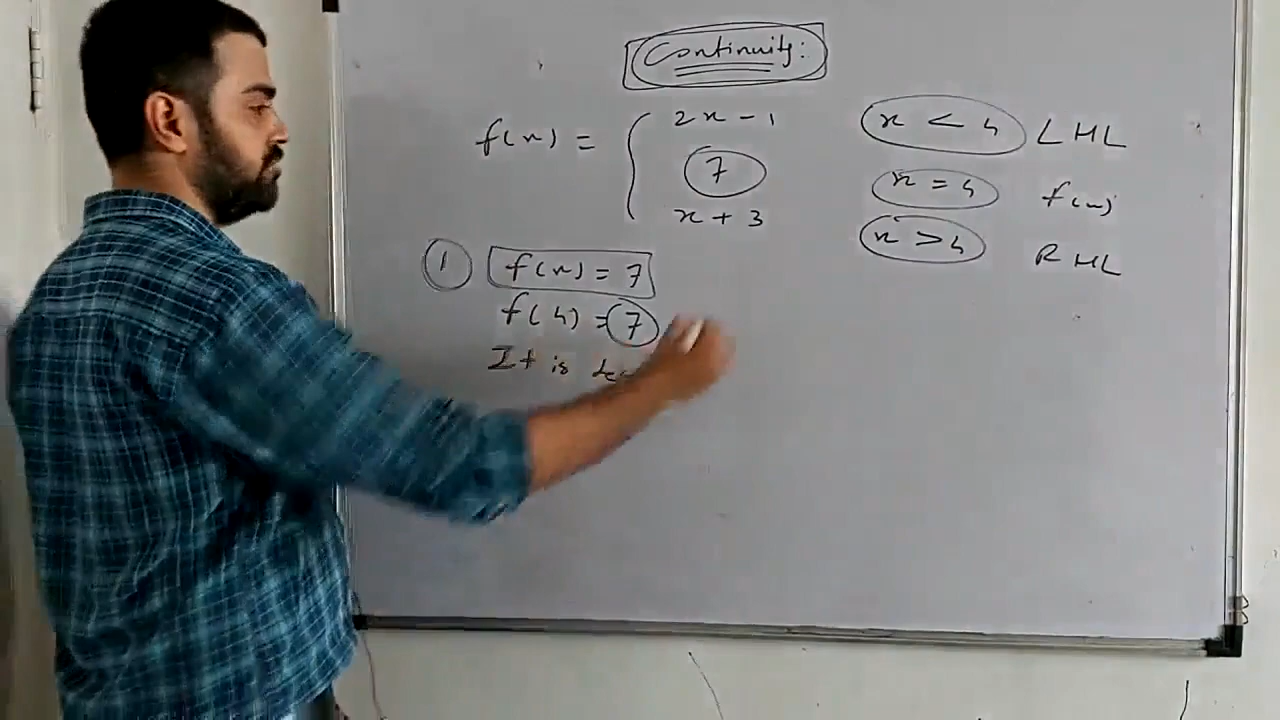 Continuity:
f(x) = { 2x - 1 x < 4 LHL
7 x = 4 f(x)
x + 3 x > 4 RHL
1 f(x) = 7
f(4) = 7
It is